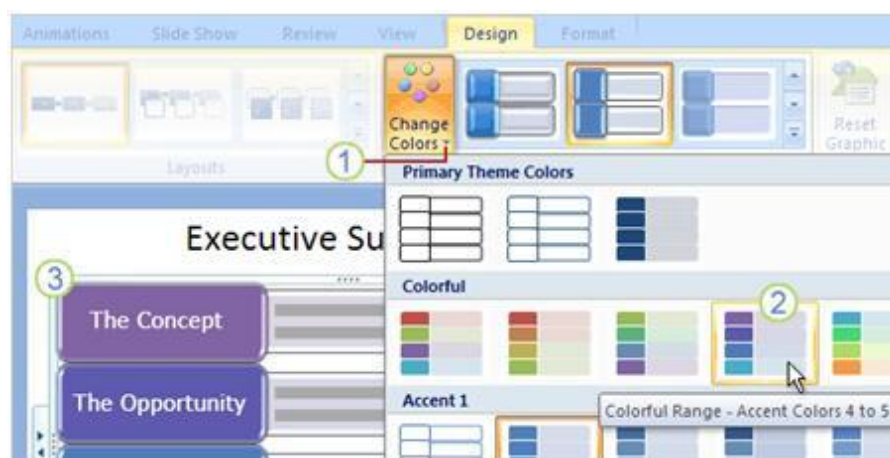 Animations Slide Show Review View Design Format
Change
Colors
Reset
Graphic
1
Layouts
Primary Theme Colors
Executive Su
3
Colorful
2
The Concept
The Opportunity
Accent 1
Colorful Range - Accent Colors 4 to 5